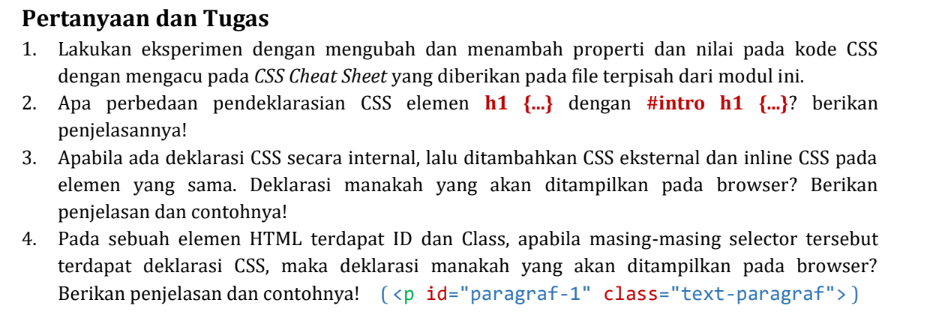 Pertanyaan dan Tugas
1. Lakukan eksperimen dengan mengubah dan menambah properti dan nilai pada kode CSS
dengan mengacu pada CSS Cheat Sheet yang diberikan pada file terpisah dari modul ini.
2. Apa perbedaan pendeklarasian CSS elemen h1 {...} dengan #intro h1 {...}? berikan
penjelasannya!
3. Apabila ada deklarasi CSS secara internal, lalu ditambahkan CSS eksternal dan inline CSS pada
elemen yang sama. Deklarasi manakah yang akan ditampilkan pada browser? Berikan
penjelasan dan contohnya!
4. Pada sebuah elemen HTML terdapat ID dan Class, apabila masing-masing selector tersebut
terdapat deklarasi CSS, maka deklarasi manakah yang akan ditampilkan pada browser?
Berikan penjelasan dan contohnya! (<p id="paragraf-1" class="text-paragraf">)